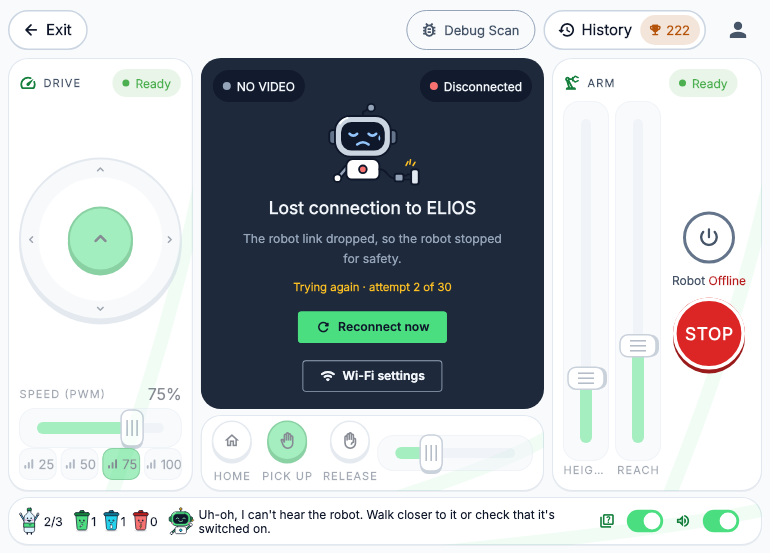 Exit
Debug Scan
History
222
DRIVE
Ready
NO VIDEO
Disconnected
ARM
Ready
Lost connection to ELIOS
The robot link dropped, so the robot stopped
for safety.
Trying again · attempt 2 of 30
Reconnect now
Wi-Fi settings
Robot Offline
STOP
SPEED (PWM)
75%
25
50
75
100
HOME
PICK UP
RELEASE
HEIG...
REACH
2/3
1
1
0
Uh-oh, I can't hear the robot. Walk closer to it or check that it's
switched on.